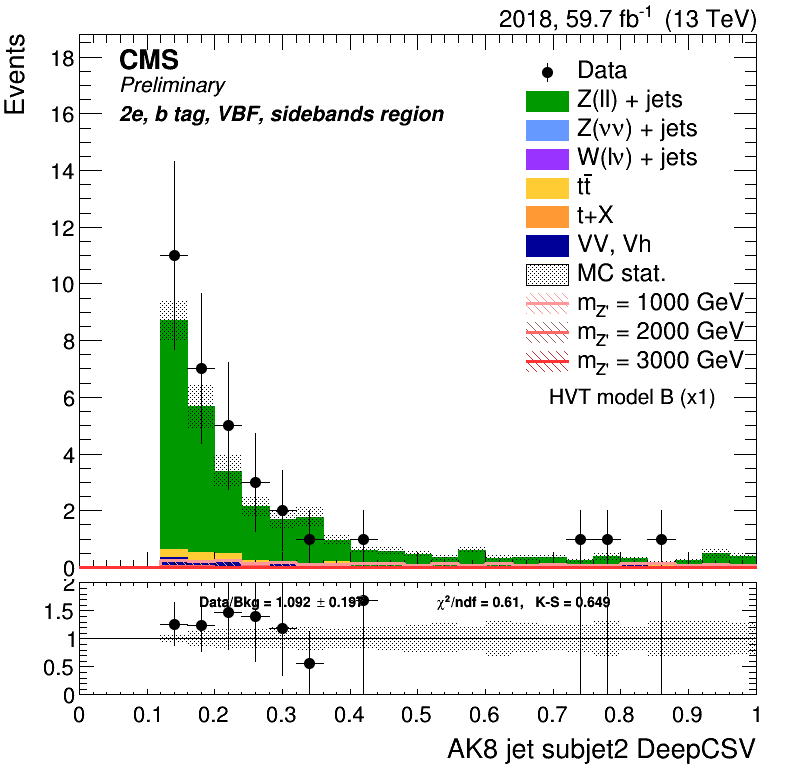 2018, 59.7 fb⁻¹ (13 TeV)
Events
CMS
Preliminary
2e, b tag, VBF, sidebands region
Data
Z(ll) + jets
Z(νν) + jets
W(lν) + jets
tt̄
t+X
VV, Vh
MC stat.
m_Z' = 1000 GeV
m_Z' = 2000 GeV
m_Z' = 3000 GeV
HVT model B (x1)
18
16
14
12
10
8
6
4
2
0
Data/Bkg = 1.092 ± 0.197
χ²/ndf = 0.61, K-S = 0.649
2
1.5
1
0.5
0
0 0.1 0.2 0.3 0.4 0.5 0.6 0.7 0.8 0.9 1
AK8 jet subjet2 DeepCSV